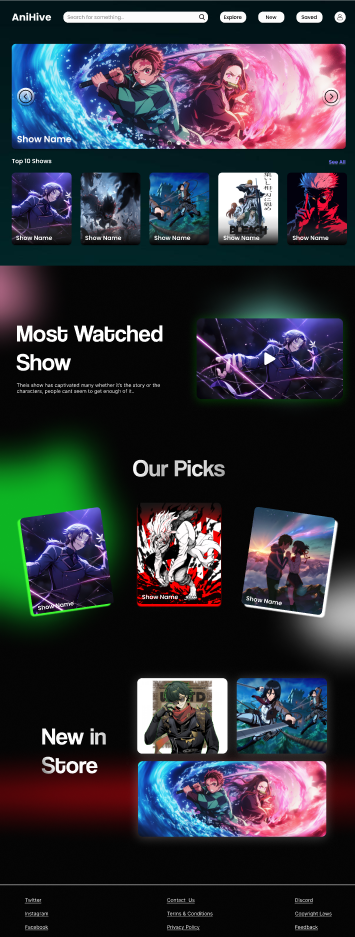 AniHive
Search for something...
Explore
New
Saved
Show Name
Top 10 Shows
See All
Show Name
Show Name
Show Name
BLEACH
Show Name
Show Name
Most Watched
Show
Theis show has captivated many whether it's the story or the
characters, people cant seem to get enough of it..
Our Picks
Show Name
Show Name
Show Name
New in
Store
Twitter
Contact Us
Discord
Instagram
Terms & Conditions
Copyright Laws
Facebook
Privacy Policy
Feedback